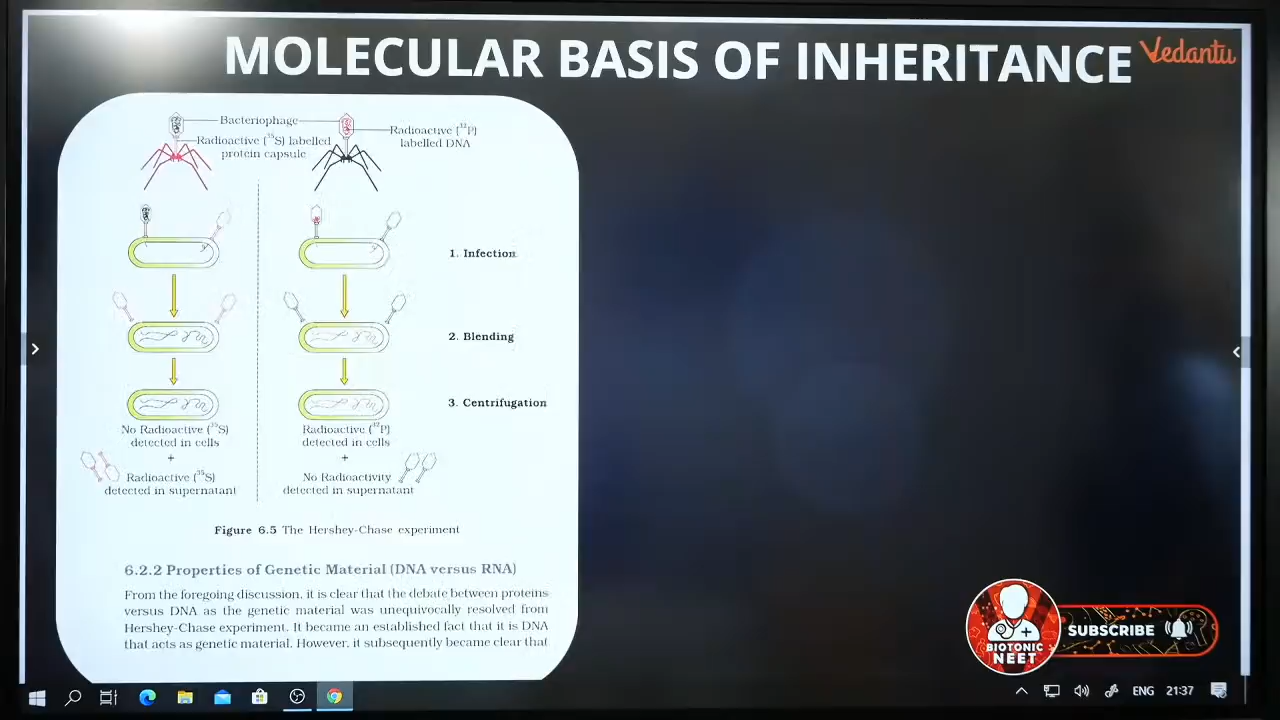 MOLECULAR BASIS OF INHERITANCE
Vedantu
Bacteriophage
Radioactive (³⁵S) labelled
protein capsule
Radioactive (³²P)
labelled DNA
1. Infection
2. Blending
3. Centrifugation
No Radioactive (³⁵S)
detected in cells
+
Radioactive (³⁵S)
detected in supernatant
Radioactive (³²P)
detected in cells
+
No Radioactivity
detected in supernatant
Figure 6.5 The Hershey-Chase experiment
6.2.2 Properties of Genetic Material (DNA versus RNA)
From the foregoing discussion, it is clear that the debate between proteins
versus DNA as the genetic material was unequivocally resolved from
Hershey-Chase experiment. It became an established fact that it is DNA
that acts as genetic material. However, it subsequently became clear that
BIOTONIC
NEET
SUBSCRIBE
ENG
21:37